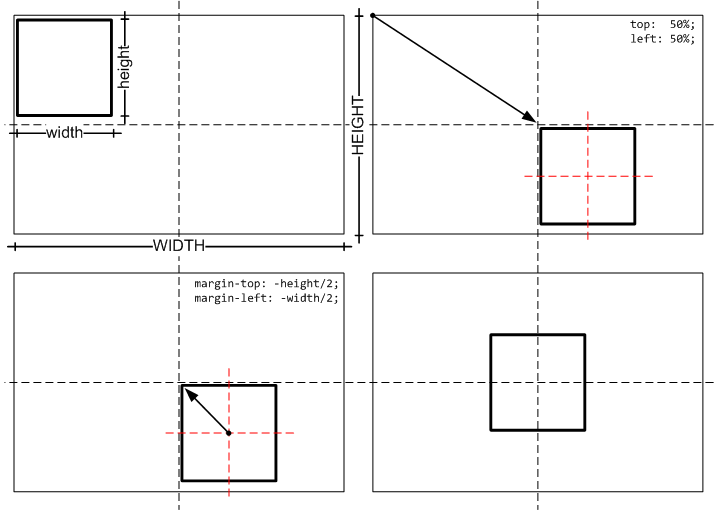 height
width
WIDTH
HEIGHT
top:  50%;
left: 50%;
margin-top: -height/2;
margin-left: -width/2;